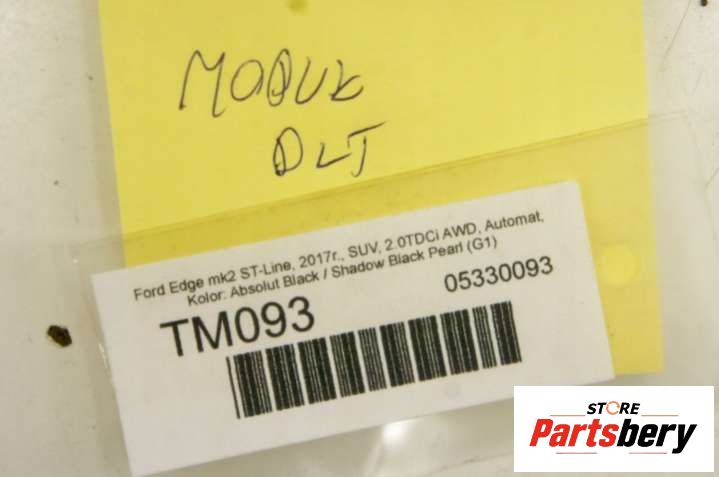 MODUŁ
DLJ
Ford Edge mk2 ST-Line, 2017r., SUV, 2.0TDCi AWD, Automat,
Kolor: Absolut Black / Shadow Black Pearl (G1)
TM093
05330093
STORE
Partsbery